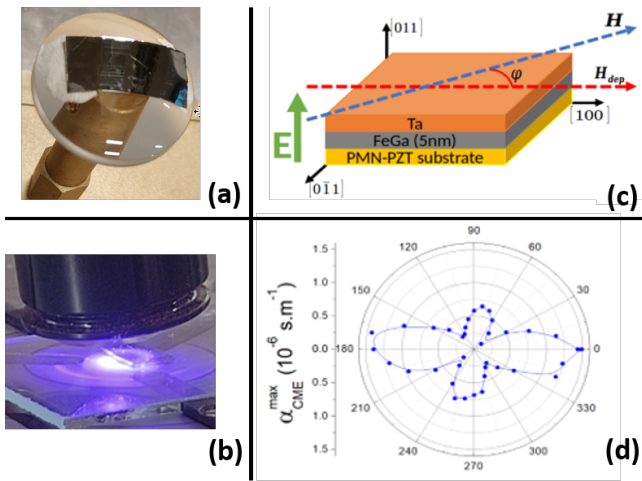 (a)
[011]
H
φ
H_dep
Ta
FeGa (5nm)
PMN-PZT substrate
E
[100]
[01̄1]
(c)
(b)
α_CME^max (10⁻⁶ s.m⁻¹)
1.5
1.0
0.5
0.0
0.5
1.0
1.5
90
120
60
150
30
180
0
210
330
240
300
270
(d)